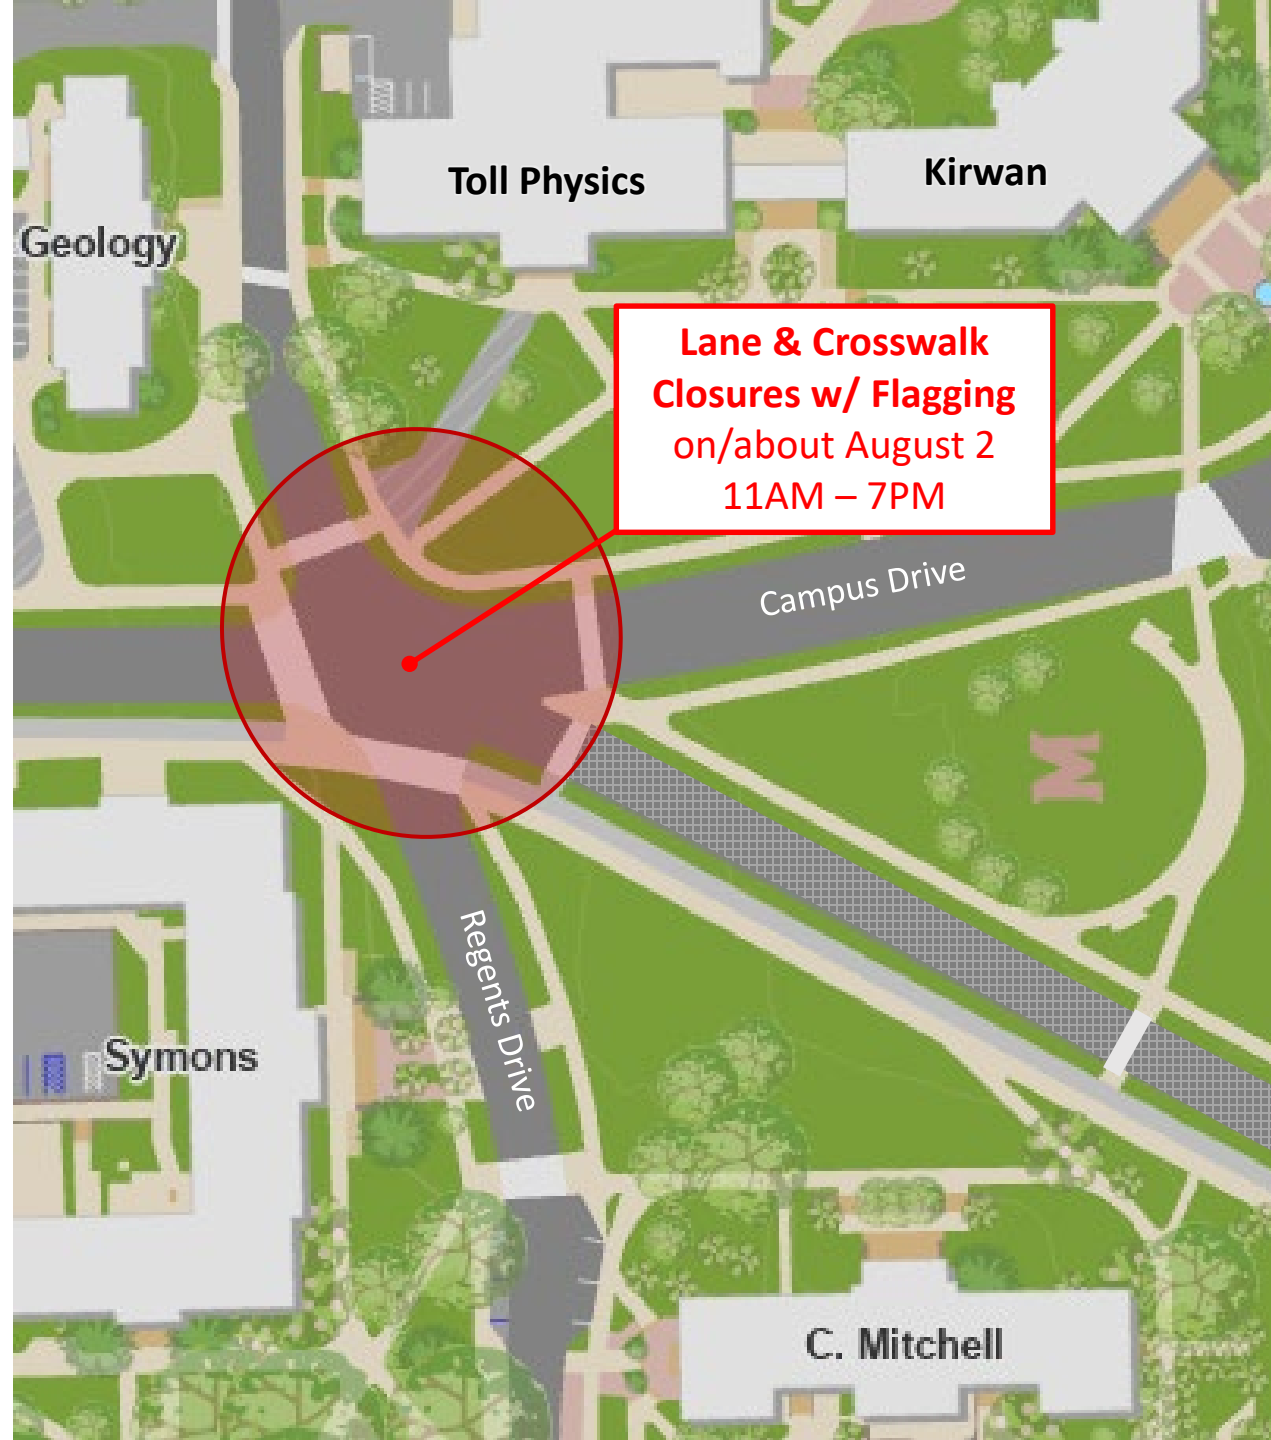 Toll Physics
Kirwan
Geology
Lane & Crosswalk
Closures w/ Flagging
on/about August 2
11AM – 7PM
Campus Drive
M
Regents Drive
Symons
C. Mitchell